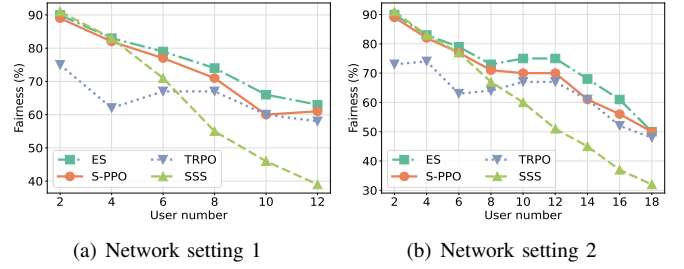 90
80
70
60
50
40
Fairness (%)
ES
S-PPO
TRPO
SSS
2 4 6 8 10 12
User number
(a) Network setting 1
90
80
70
60
50
40
30
Fairness (%)
ES
S-PPO
TRPO
SSS
2 4 6 8 10 12 14 16 18
User number
(b) Network setting 2